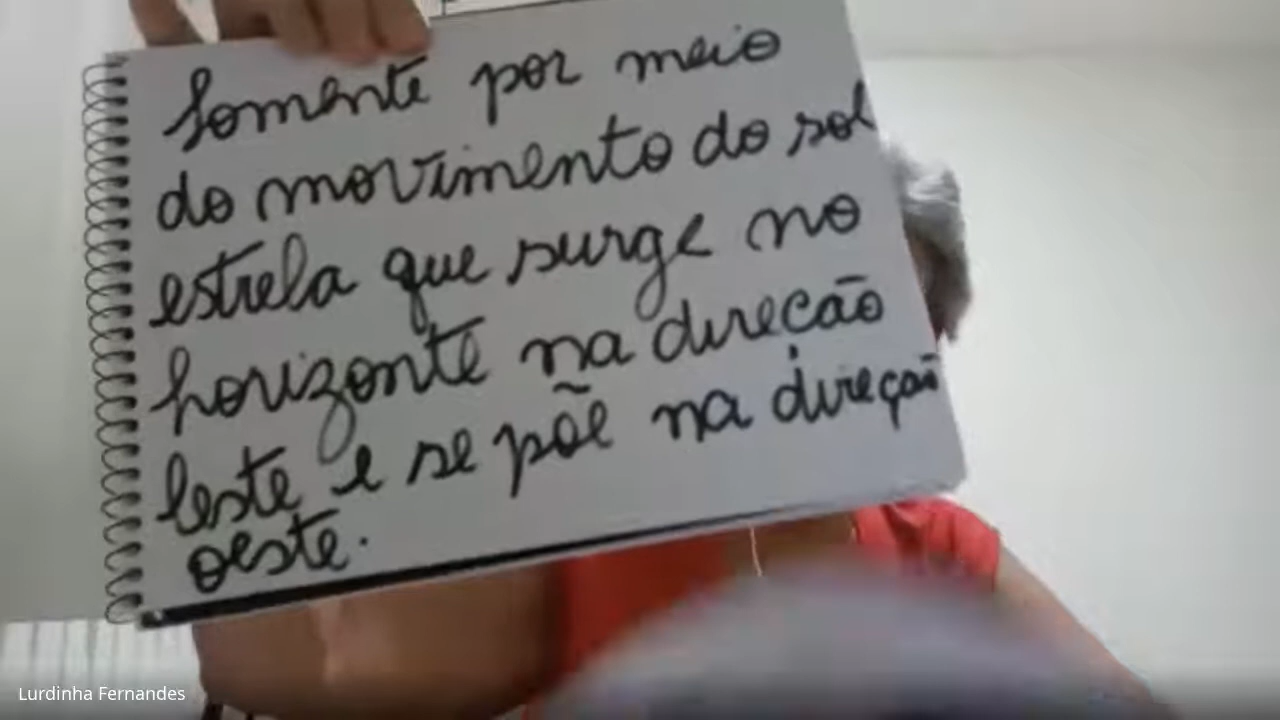 Somente por meio
do movimento do sol
estrela que surge no
horizonte na direção
leste e se põe na direção
oeste.
Lurdinha Fernandes